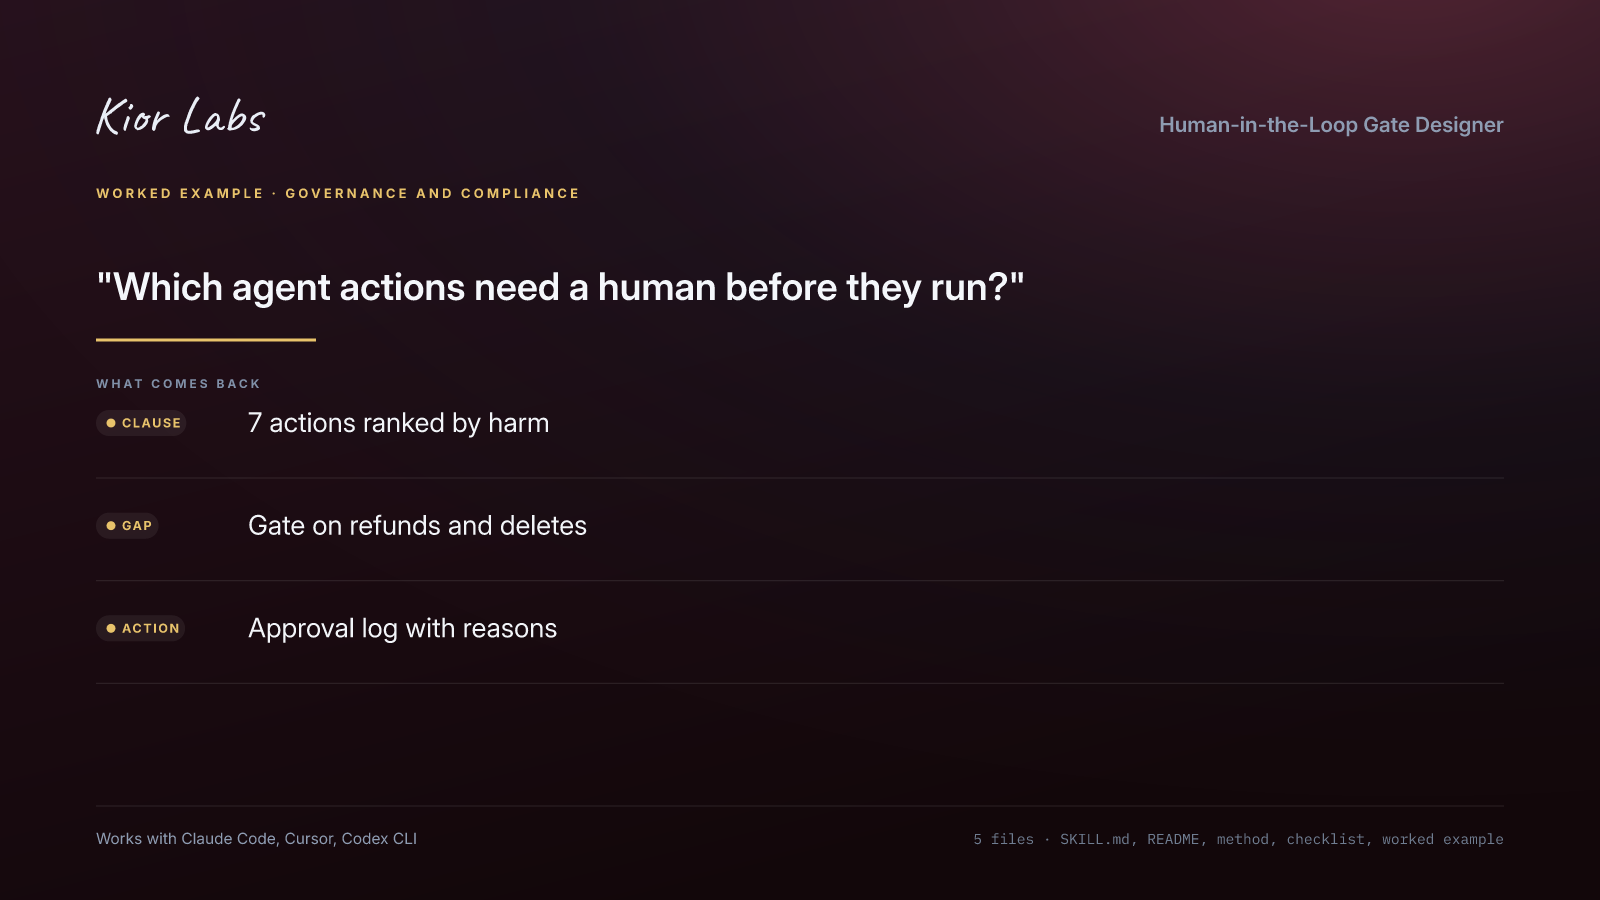 Kior Labs
Human-in-the-Loop Gate Designer
WORKED EXAMPLE · GOVERNANCE AND COMPLIANCE
"Which agent actions need a human before they run?"
WHAT COMES BACK
CLAUSE 7 actions ranked by harm
GAP Gate on refunds and deletes
ACTION Approval log with reasons
Works with Claude Code, Cursor, Codex CLI
5 files · SKILL.md, README, method, checklist, worked example